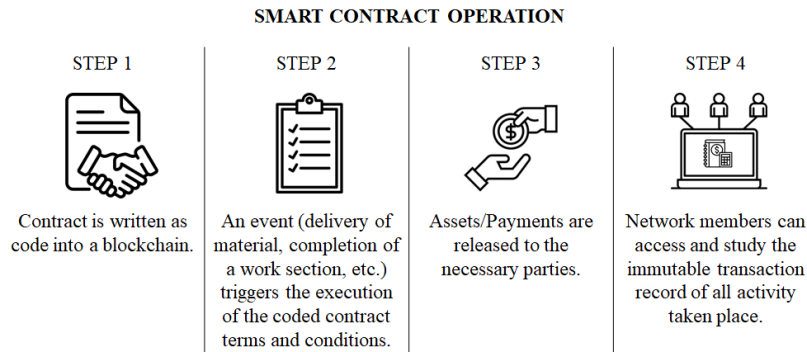 SMART CONTRACT OPERATION
STEP 1
Contract is written as
code into a blockchain.
STEP 2
An event (delivery of
material, completion of
a work section, etc.)
triggers the execution
of the coded contract
terms and conditions.
STEP 3
Assets/Payments are
released to the
necessary parties.
STEP 4
Network members can
access and study the
immutable transaction
record of all activity
taken place.